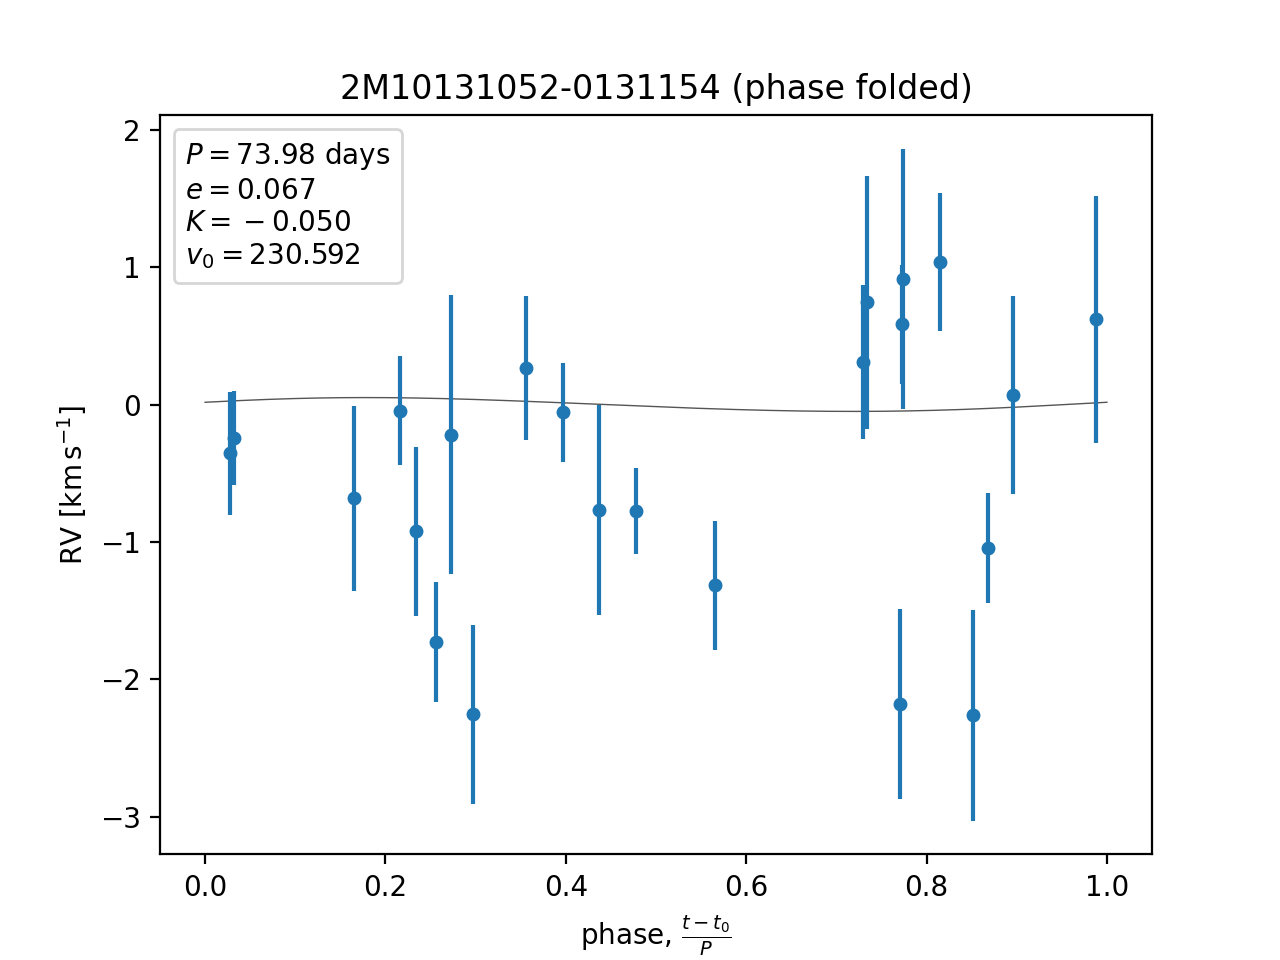 2M10131052-0131154 (phase folded)
P = 73.98 days
e = 0.067
K = −0.050
v₀ = 230.592
2
1
0
−1
−2
−3
RV [km s⁻¹]
0.0 0.2 0.4 0.6 0.8 1.0
phase, (t − t₀)/P